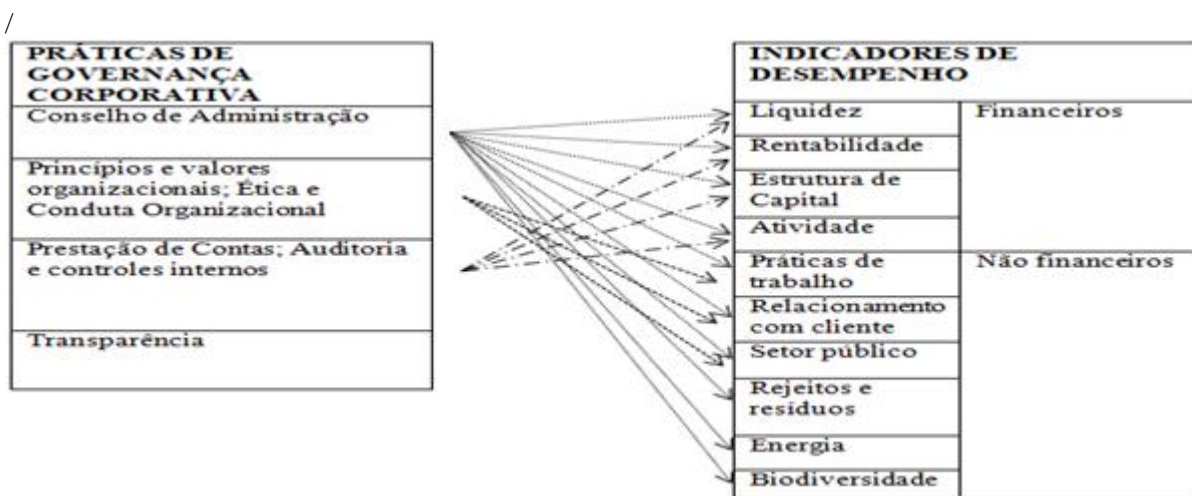 /
PRÁTICAS DE
GOVERNANÇA
CORPORATIVA
Conselho de Administração
Princípios e valores
organizacionais; Ética e
Conduta Organizacional
Prestação de Contas; Auditoria
e controles internos
Transparência
INDICADORES DE
DESEMPENHO
Liquidez
Financeiros
Rentabilidade
Estrutura de
Capital
Atividade
Práticas de
trabalho
Não financeiros
Relacionamento
com cliente
Setor público
Rejeitos e
resíduos
Energia
Biodiversidade